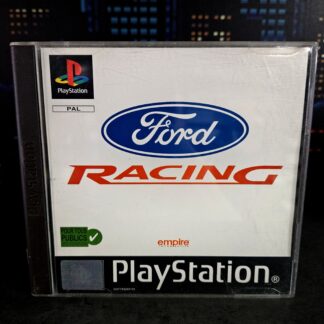 PlayStation
PAL
Ford
RACING
POUR TOUS
PUBLICS
empire
PlayStation®